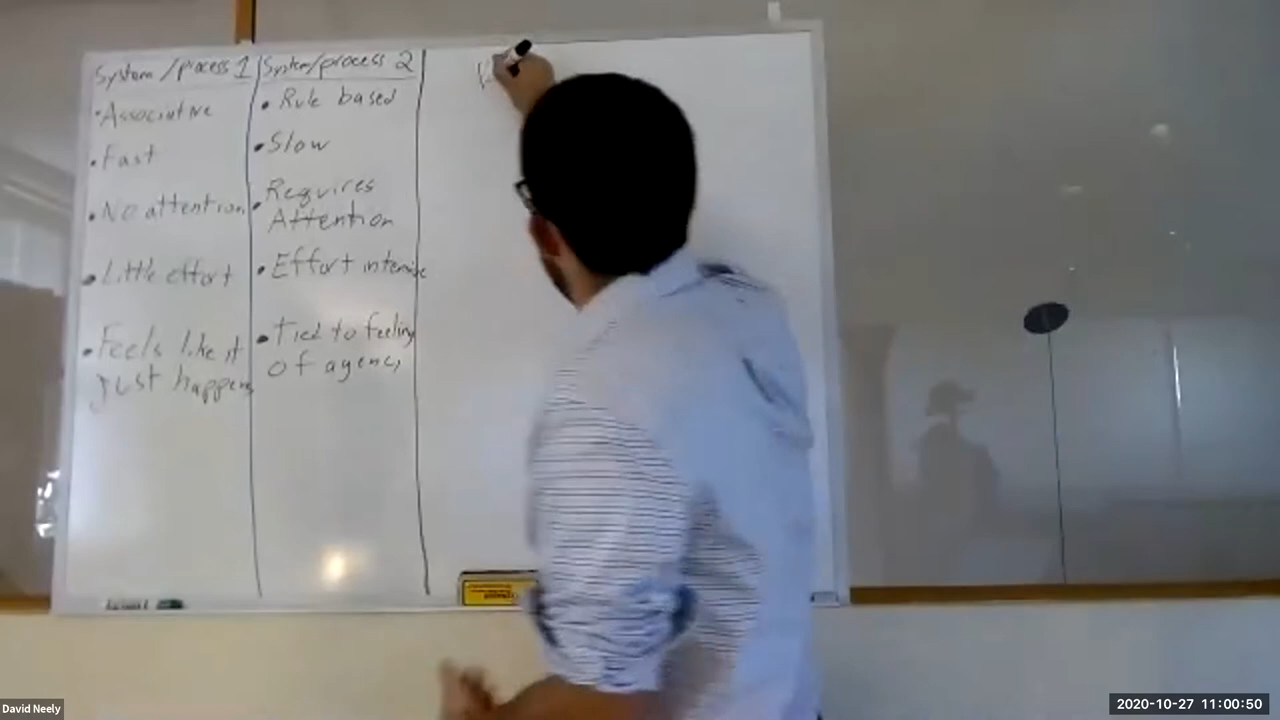 System/process 1
• Associative
• Fast
• No attention
• Little effort
• Feels like it
just happens
System/process 2
• Rule based
• Slow
• Requires
Attention
• Effort intensive
• Tied to feeling
of agency
David Neely
2020-10-27 11:00:50